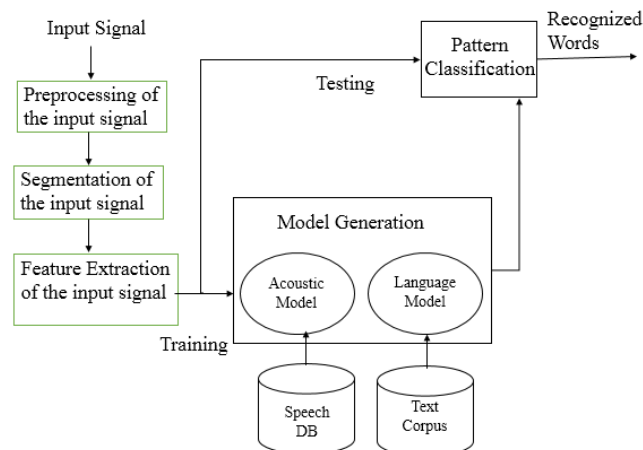 Input Signal
Preprocessing of
the input signal
Segmentation of
the input signal
Feature Extraction
of the input signal
Training
Testing
Pattern
Classification
Recognized
Words
Model Generation
Acoustic
Model
Language
Model
Speech
DB
Text
Corpus